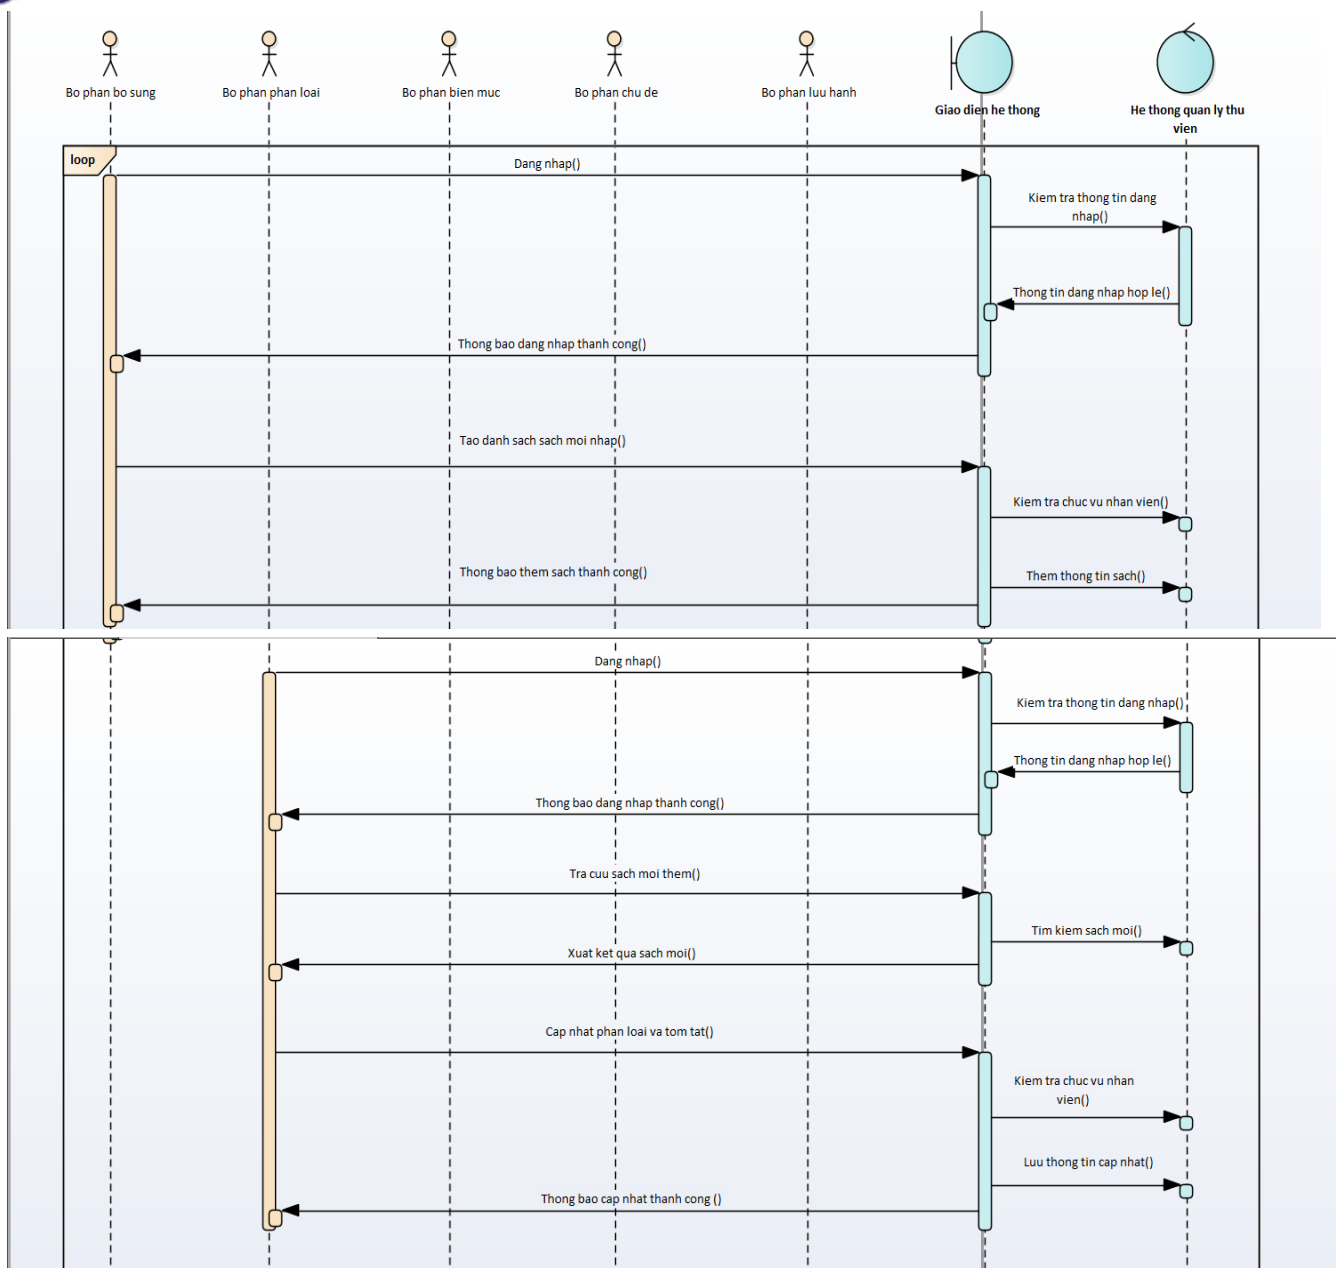 Bo phan bo sung
Bo phan phan loai
Bo phan bien muc
Bo phan chu de
Bo phan luu hanh
Giao dien he thong
He thong quan ly thu
vien
loop
Dang nhap()
Kiem tra thong tin dang
nhap()
Thong tin dang nhap hop le()
Thong bao dang nhap thanh cong()
Tao danh sach sach moi nhap()
Kiem tra chuc vu nhan vien()
Thong bao them sach thanh cong()
Them thong tin sach()
Dang nhap()
Kiem tra thong tin dang nhap()
Thong tin dang nhap hop le()
Thong bao dang nhap thanh cong()
Tra cuu sach moi them()
Tim kiem sach moi()
Xuat ket qua sach moi()
Cap nhat phan loai va tom tat()
Kiem tra chuc vu nhan
vien()
Luu thong tin cap nhat()
Thong bao cap nhat thanh cong ()